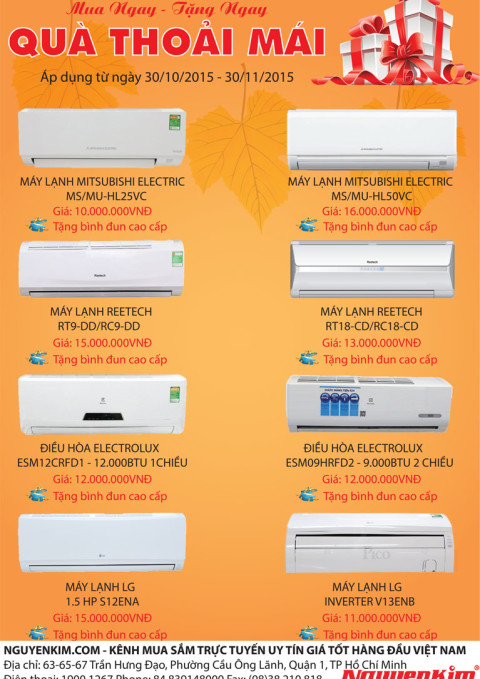 Mua Ngay - Tặng Ngay
QUÀ THOẢI MÁI
Áp dụng từ ngày 30/10/2015 - 30/11/2015
MÁY LẠNH MITSUBISHI ELECTRIC
MS/MU-HL25VC
Giá: 10.000.000VNĐ
Tặng bình đun cao cấp
MÁY LẠNH MITSUBISHI ELECTRIC
MS/MU-HL50VC
Giá: 16.000.000VNĐ
Tặng bình đun cao cấp
Reetech
MÁY LẠNH REETECH
RT9-DD/RC9-DD
Giá: 15.000.000VNĐ
Tặng bình đun cao cấp
Reetech
MÁY LẠNH REETECH
RT18-CD/RC18-CD
Giá: 13.000.000VNĐ
Tặng bình đun cao cấp
ĐIỀU HÒA ELECTROLUX
ESM12CRFD1 - 12.000BTU 1CHIỀU
Giá: 12.000.000VNĐ
Tặng bình đun cao cấp
ĐIỀU HÒA ELECTROLUX
ESM09HRFD2 - 9.000BTU 2 CHIỀU
Giá: 12.000.000VNĐ
Tặng bình đun cao cấp
LG
MÁY LẠNH LG
1.5 HP S12ENA
Giá: 15.000.000VNĐ
Tặng bình đun cao cấp
Pico
MÁY LẠNH LG
INVERTER V13ENB
Giá: 11.000.000VNĐ
Tặng bình đun cao cấp
NGUYENKIM.COM - KÊNH MUA SẮM TRỰC TUYẾN UY TÍN GIÁ TỐT HÀNG ĐẦU VIỆT NAM
Địa chỉ: 63-65-67 Trần Hưng Đạo, Phường Cầu Ông Lãnh, Quận 1, TP Hồ Chí Minh
Điện thoại: 1900 1267 Phone: 84.839148000 Fax: (08)38 210 818
NGUYENKIM